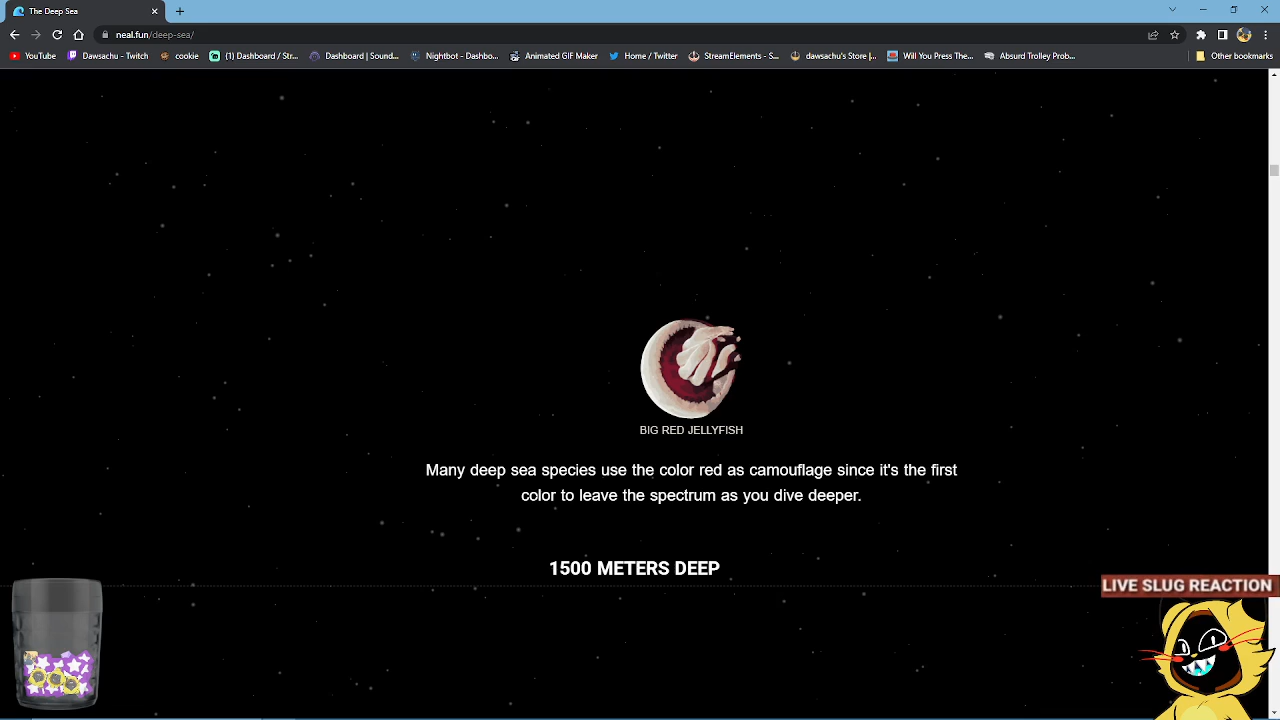 The Deep Sea
neal.fun/deep-sea/
YouTube
Dawsachu - Twitch
cookie
(1) Dashboard / Str...
Dashboard | Sound...
Nightbot - Dashbo...
Animated GIF Maker
Home / Twitter
StreamElements - S...
dawsachu's Store |...
Will You Press The...
Absurd Trolley Prob...
Other bookmarks
BIG RED JELLYFISH
Many deep sea species use the color red as camouflage since it's the first
color to leave the spectrum as you dive deeper.
1500 METERS DEEP
LIVE SLUG REACTION